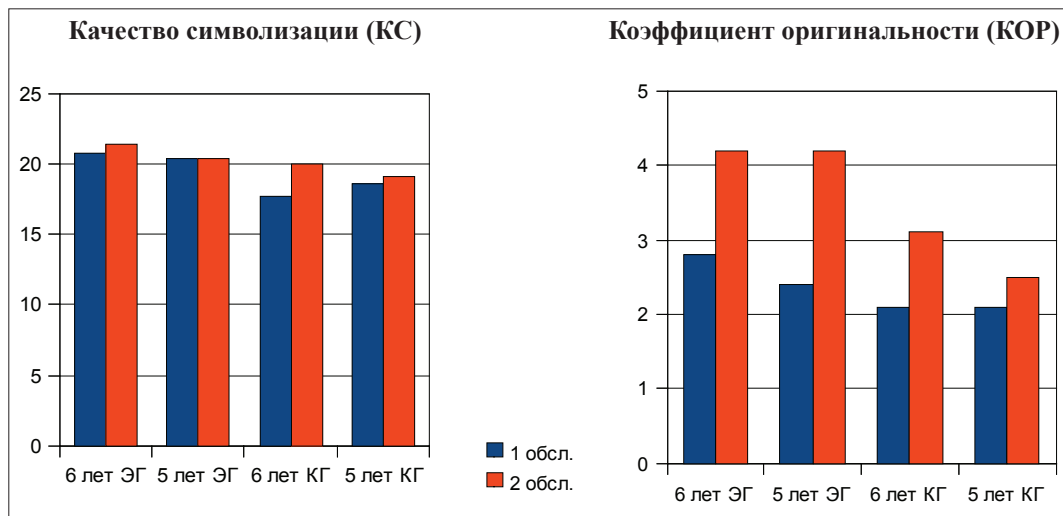 Качество символизации (КС)
25
20
15
10
5
0
6 лет ЭГ 5 лет ЭГ 6 лет КГ 5 лет КГ
1 обсл.
2 обсл.
Коэффициент оригинальности (КОР)
5
4
3
2
1
0
6 лет ЭГ 5 лет ЭГ 6 лет КГ 5 лет КГ